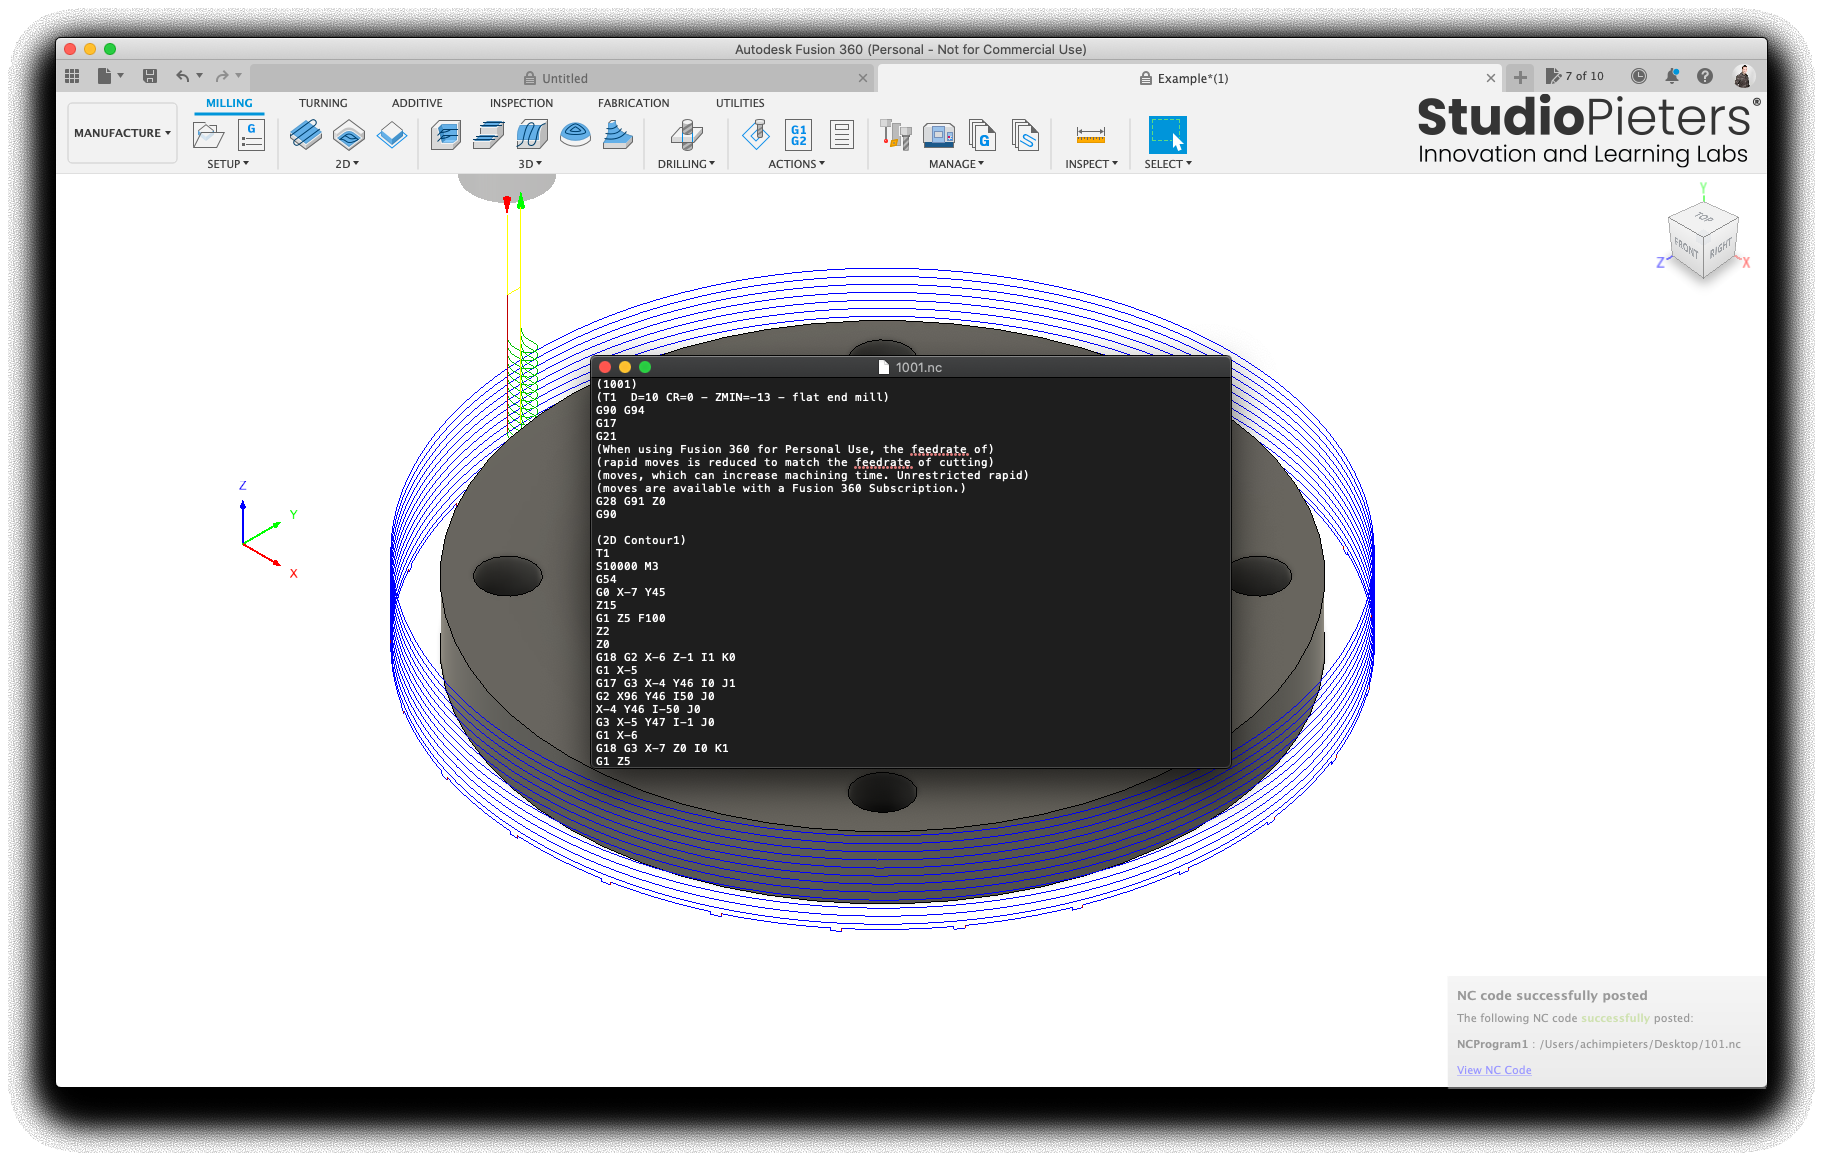 Autodesk Fusion 360 (Personal - Not for Commercial Use)
Untitled
Example*(1)
7 of 10
MANUFACTURE
MILLING
TURNING
ADDITIVE
INSPECTION
FABRICATION
UTILITIES
G
G1
G2
G
SETUP
2D
3D
DRILLING
ACTIONS
MANAGE
INSPECT
SELECT
StudioPieters®
Innovation and Learning Labs
Y
TOP
FRONT
RIGHT
Z
X
1001.nc
(1001)
(T1  D=10 CR=0 - ZMIN=-13 - flat end mill)
G90 G94
G17
G21
(When using Fusion 360 for Personal Use, the feedrate of)
(rapid moves is reduced to match the feedrate of cutting)
(moves, which can increase machining time. Unrestricted rapid)
(moves are available with a Fusion 360 Subscription.)
G28 G91 Z0
G90
(2D Contour1)
T1
S10000 M3
G54
G0 X-7 Y45
Z15
G1 Z5 F100
Z2
Z0
G18 G2 X-6 Z-1 I1 K0
G1 X-5
G17 G3 X-4 Y46 I0 J1
G2 X96 Y46 I50 J0
X-4 Y46 I-50 J0
G3 X-5 Y47 I-1 J0
G1 X-6
G18 G3 X-7 Z0 I0 K1
G1 Z5
Z
Y
X
NC code successfully posted
The following NC code successfully posted:
NCProgram1 : /Users/achimpieters/Desktop/101.nc
View NC Code